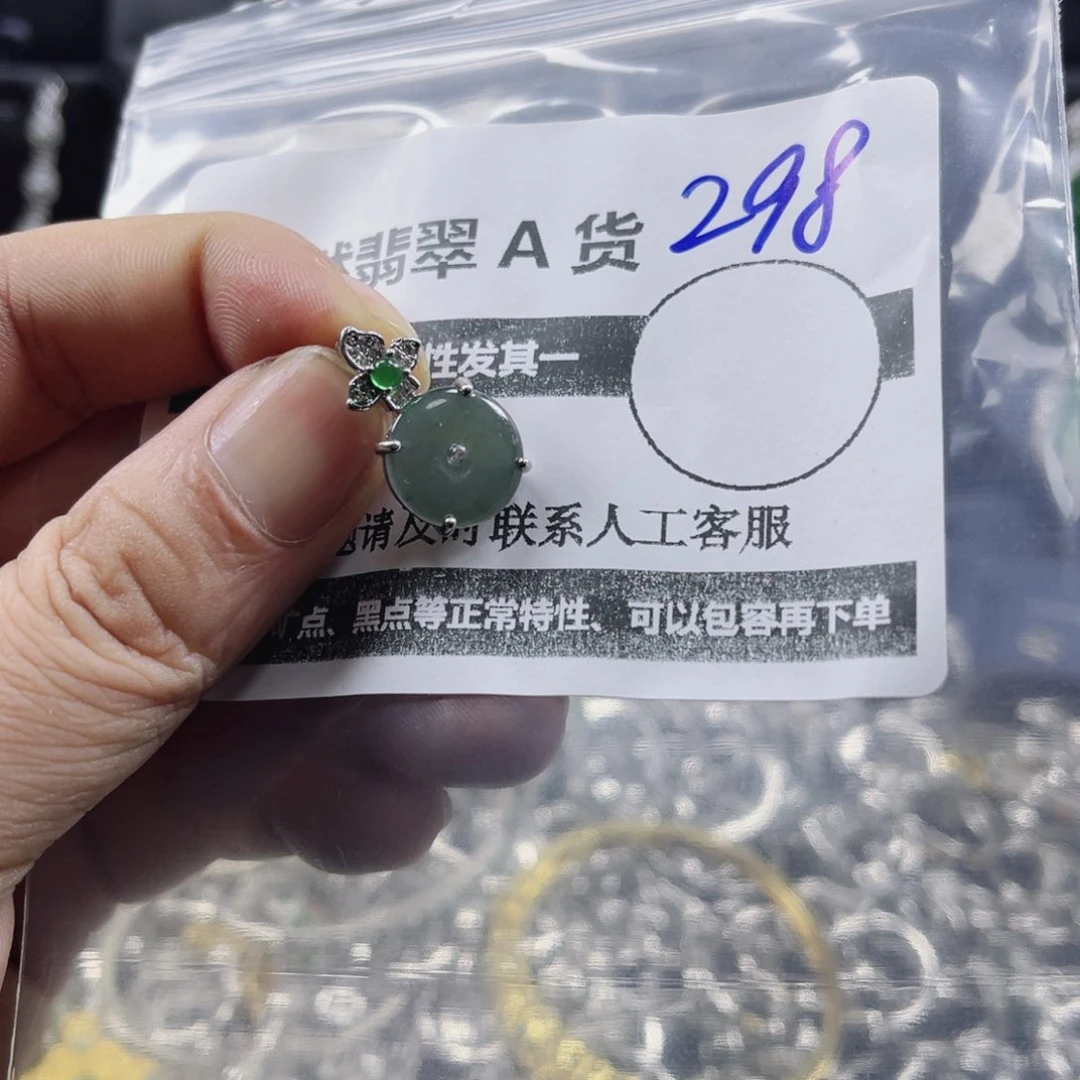 翡翠 A 货 298
性发其一
请及时联系人工客服
矿点、黑点等正常特性、可以包容再下单